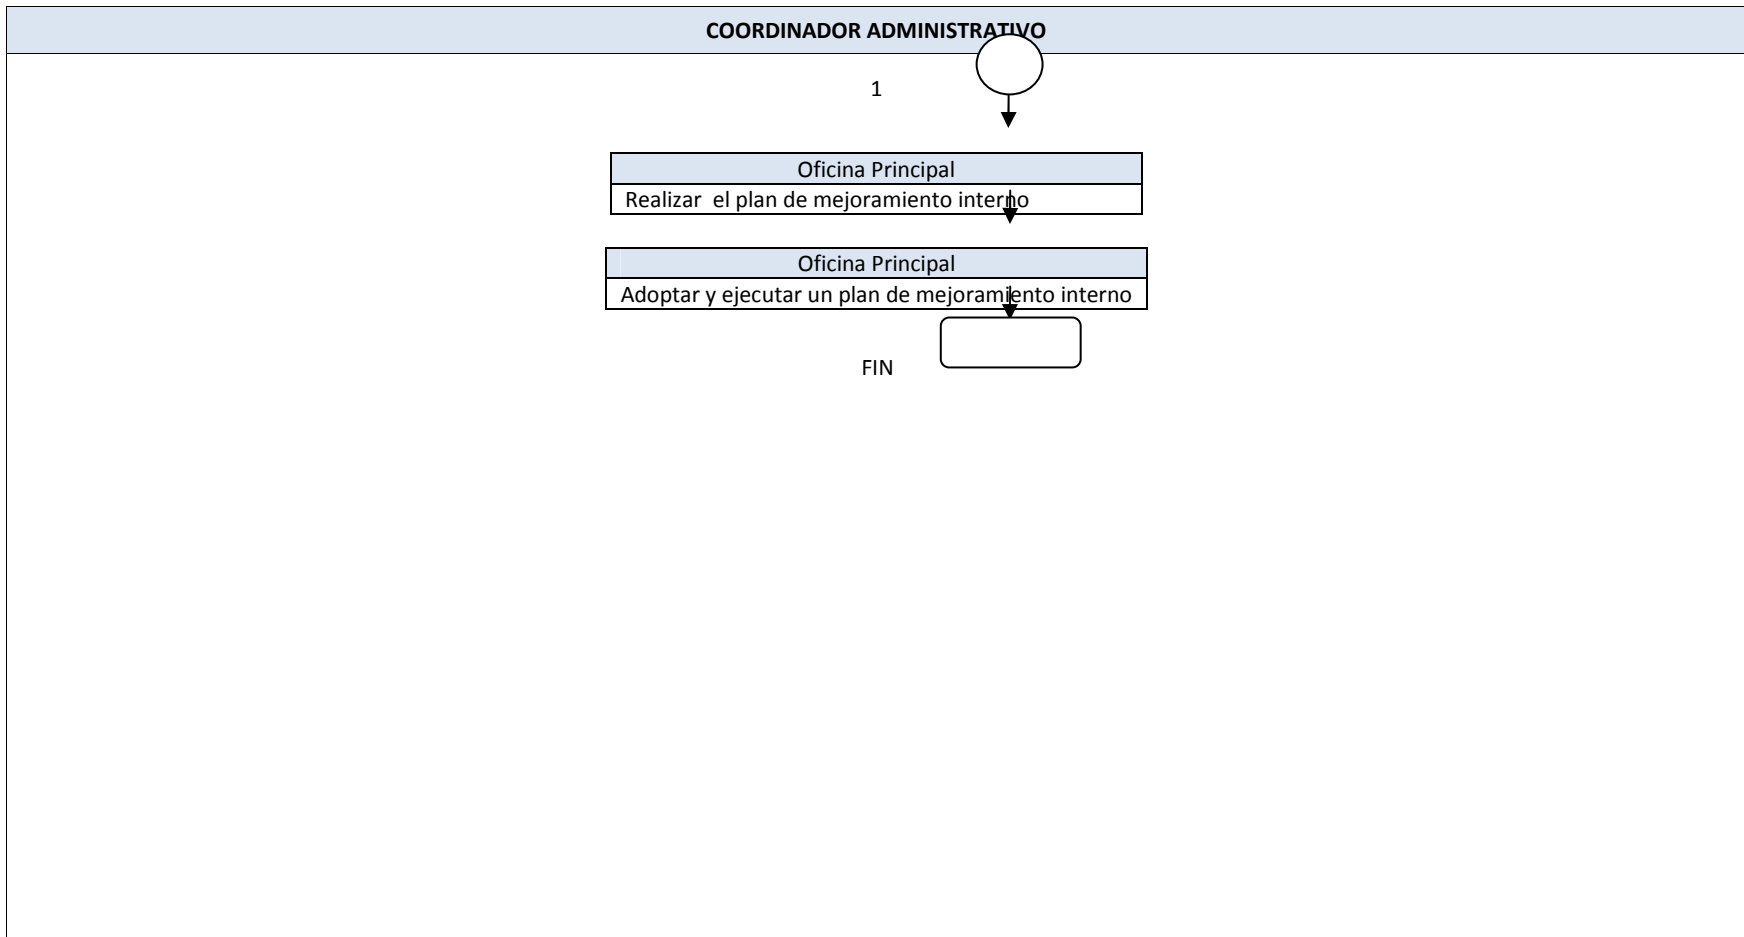 COORDINADOR ADMINISTRATIVO
1
Oficina Principal
Realizar  el plan de mejoramiento interno
Oficina Principal
Adoptar y ejecutar un plan de mejoramiento interno
FIN